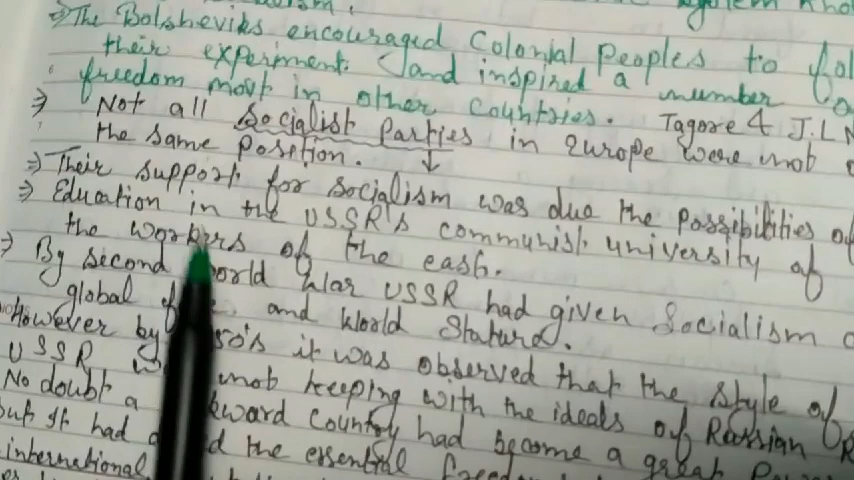 ⇒The Bolsheviks encouraged Colonial Peoples to
their experiment. and inspired a number
freedom movt in other countries. Tagore & J.L
⇒ Not all Socialist Parties in Europe were
the same Position.
⇒ Their support for socialism was due the Possibilities of
⇒ Eduation in the USSR's communist university of
the workers of the east.
⇒ By second World War USSR had given Socialism a
global and World Stature.
However by 50's it was observed that the style of
USSR not keeping with the ideals of Russian
No doubt a country had become a great
But It had the essential
international